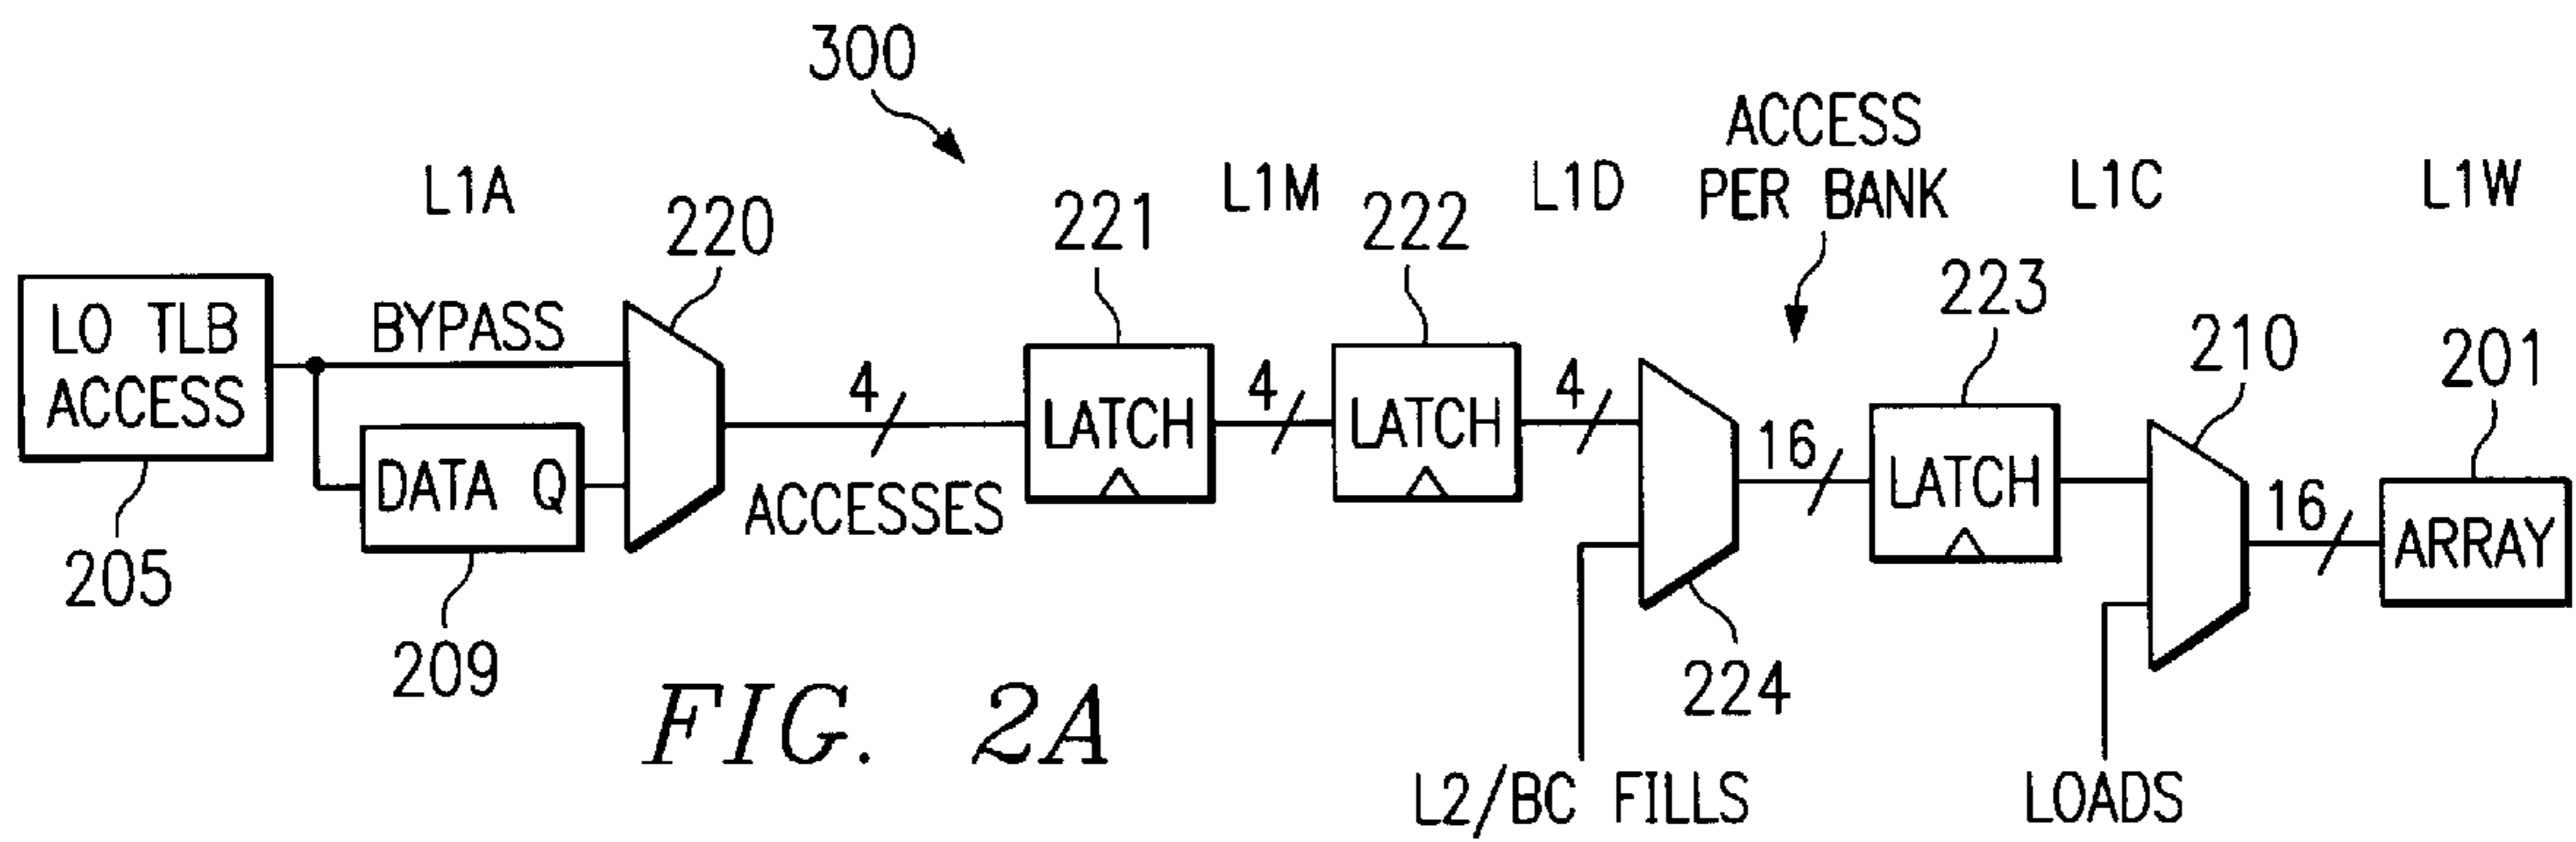 300
ACCESS
PER BANK
L1A
L1M
L1D
L1C
L1W
220
221
222
223
210
201
LO TLB
ACCESS
BYPASS
DATA Q
4
ACCESSES
LATCH
4
LATCH
4
16
LATCH
16
ARRAY
205
209
224
FIG. 2A
L2/BC FILLS
LOADS